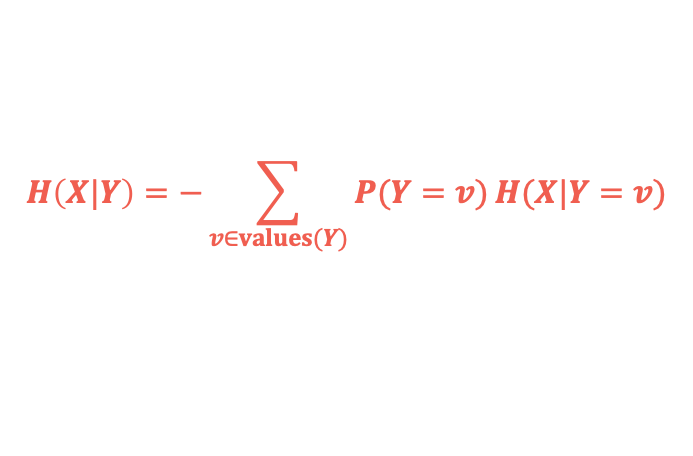 H(X|Y) = − ∑ P(Y = v) H(X|Y = v)
v∈values(Y)